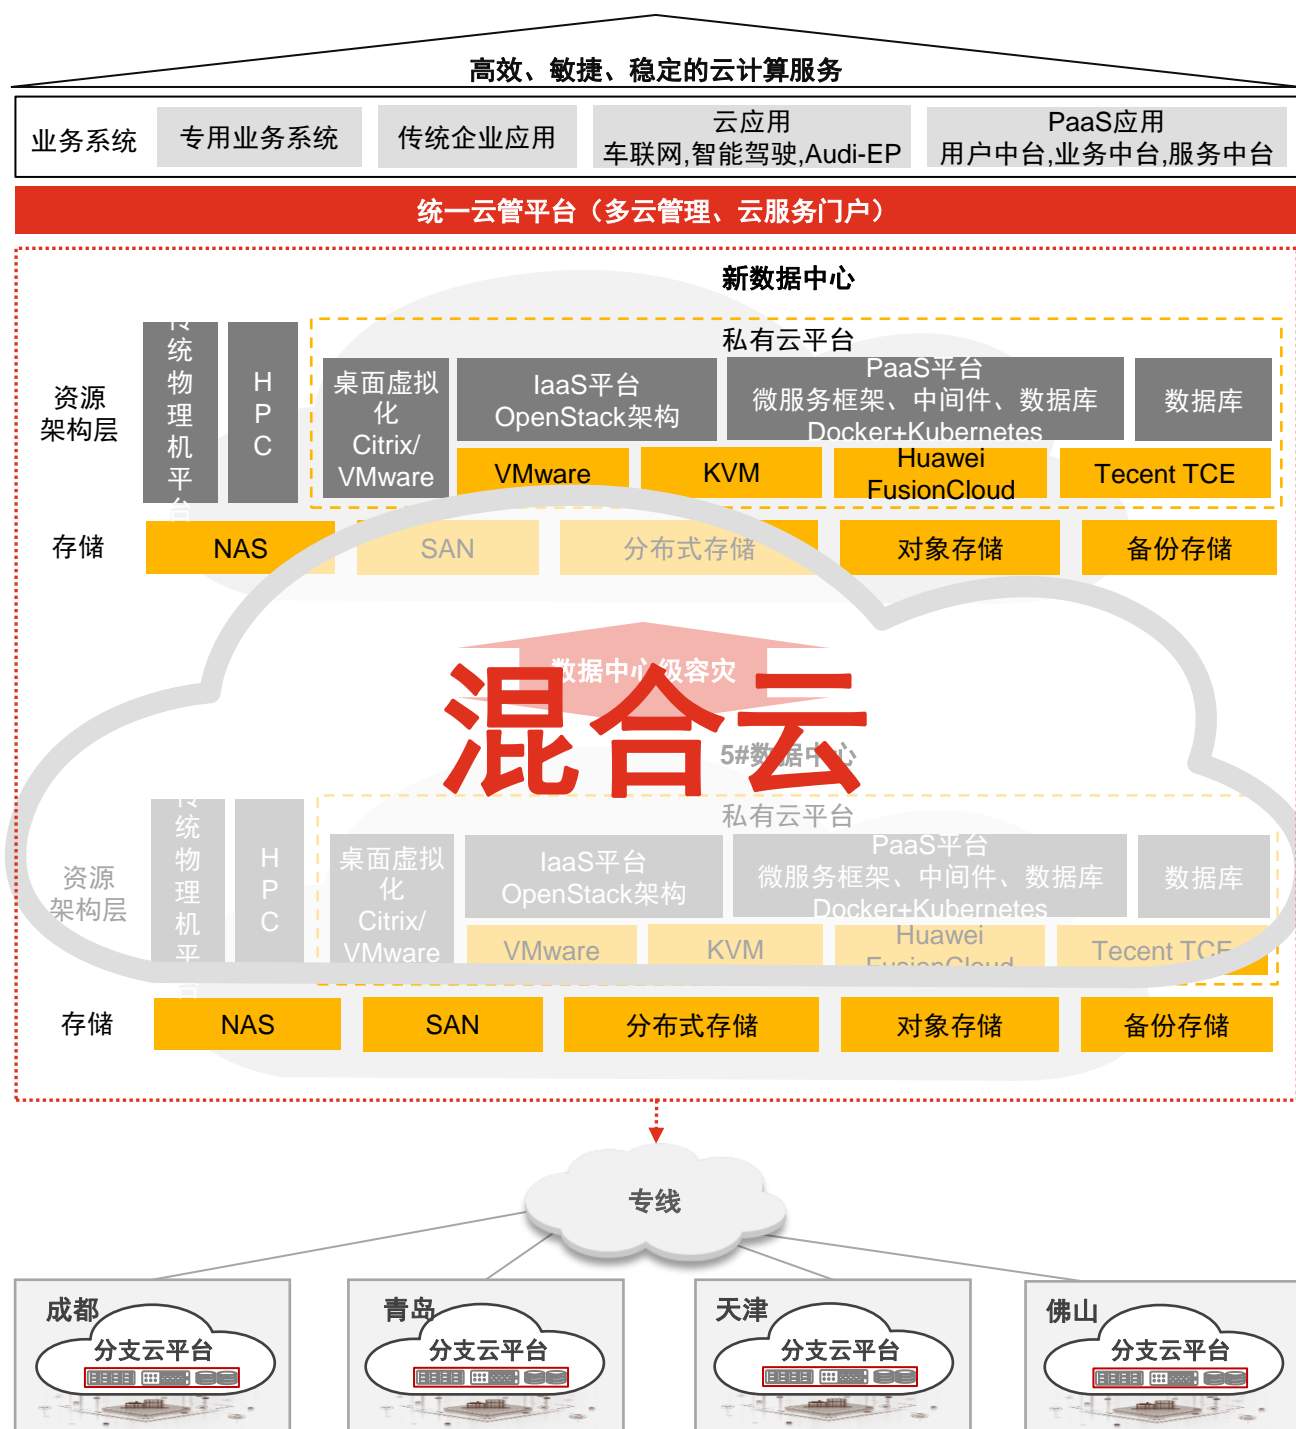 高效、敏捷、稳定的云计算服务
业务系统
专用业务系统
传统企业应用
云应用
车联网,智能驾驶,Audi-EP
PaaS应用
用户中台,业务中台,服务中台
统一云管平台（多云管理、云服务门户）
新数据中心
资源
架构层
传
统
物
理
机
平
台
H
P
C
私有云平台
桌面虚拟
化
Citrix/
VMware
IaaS平台
OpenStack架构
PaaS平台
微服务框架、中间件、数据库
Docker+Kubernetes
数据库
VMware
KVM
Huawei
FusionCloud
Tecent TCE
存储
NAS
SAN
分布式存储
对象存储
备份存储
数据中心级容灾
混合云
5#数据中心
资源
架构层
传
统
物
理
机
平
台
H
P
C
私有云平台
桌面虚拟
化
Citrix/
VMware
IaaS平台
OpenStack架构
PaaS平台
微服务框架、中间件、数据库
Docker+Kubernetes
数据库
VMware
KVM
Huawei
FusionCloud
Tecent TCE
存储
NAS
SAN
分布式存储
对象存储
备份存储
专线
成都
分支云平台
青岛
分支云平台
天津
分支云平台
佛山
分支云平台